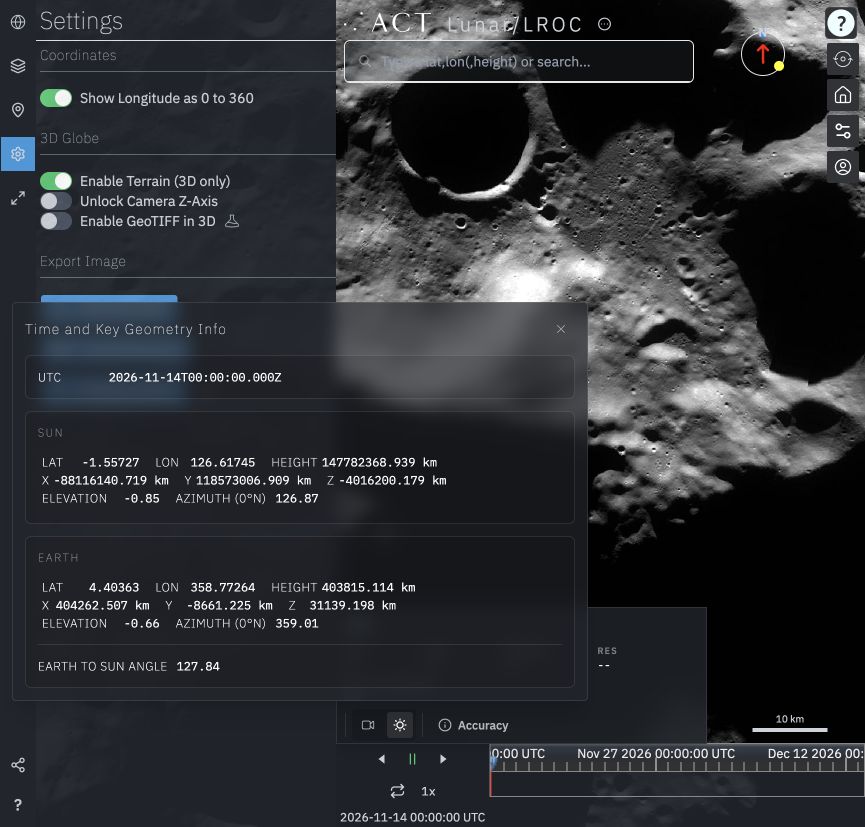 Settings
ACT Lunar/LROC
N
?
Coordinates
Type lat,lon(,height) or search...
Show Longitude as 0 to 360
3D Globe
Enable Terrain (3D only)
Unlock Camera Z-Axis
Enable GeoTIFF in 3D
Export Image
Time and Key Geometry Info
UTC 2026-11-14T00:00:00.000Z
SUN
LAT -1.55727 LON 126.61745 HEIGHT 147782368.939 km
X -88116140.719 km Y 118573006.909 km Z -4016200.179 km
ELEVATION -0.85 AZIMUTH (0°N) 126.87
EARTH
LAT 4.40363 LON 358.77264 HEIGHT 403815.114 km
X 404262.507 km Y -8661.225 km Z 31139.198 km
ELEVATION -0.66 AZIMUTH (0°N) 359.01
EARTH TO SUN ANGLE 127.84
RES
--
10 km
Accuracy
0:00 UTC Nov 27 2026 00:00:00 UTC Dec 12 2026 00:
1x
?
2026-11-14 00:00:00 UTC